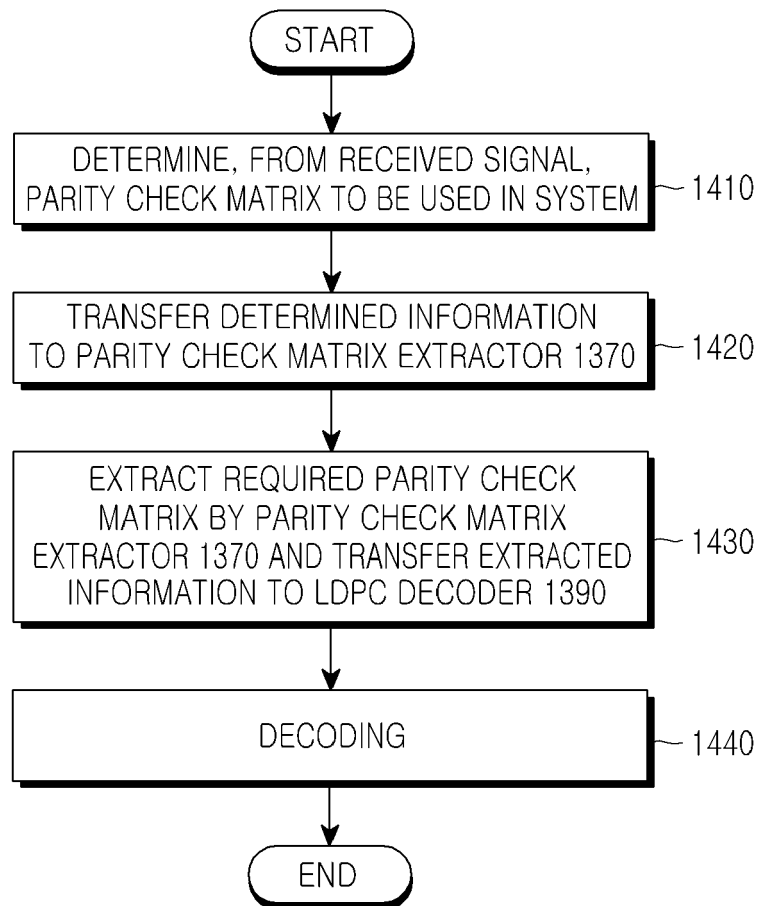 START
DETERMINE, FROM RECEIVED SIGNAL,
PARITY CHECK MATRIX TO BE USED IN SYSTEM
1410
TRANSFER DETERMINED INFORMATION
TO PARITY CHECK MATRIX EXTRACTOR 1370
1420
EXTRACT REQUIRED PARITY CHECK
MATRIX BY PARITY CHECK MATRIX
EXTRACTOR 1370 AND TRANSFER EXTRACTED
INFORMATION TO LDPC DECODER 1390
1430
DECODING
1440
END